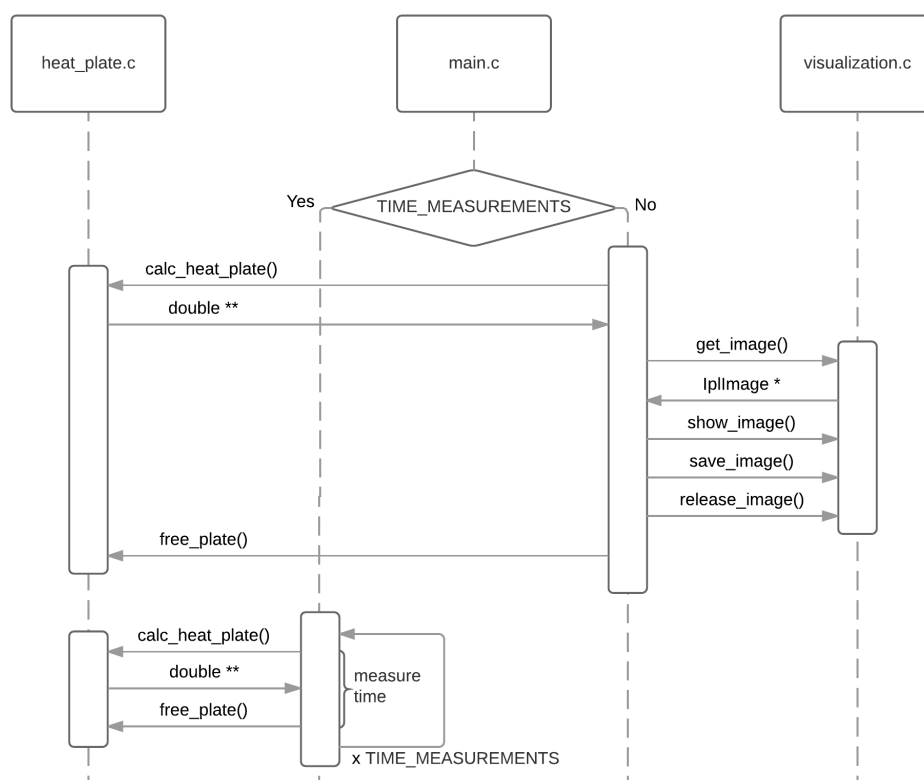 heat_plate.c
main.c
visualization.c
Yes
TIME_MEASUREMENTS
No
calc_heat_plate()
double **
get_image()
IplImage *
show_image()
save_image()
release_image()
free_plate()
calc_heat_plate()
double **
measure
time
free_plate()
x TIME_MEASUREMENTS